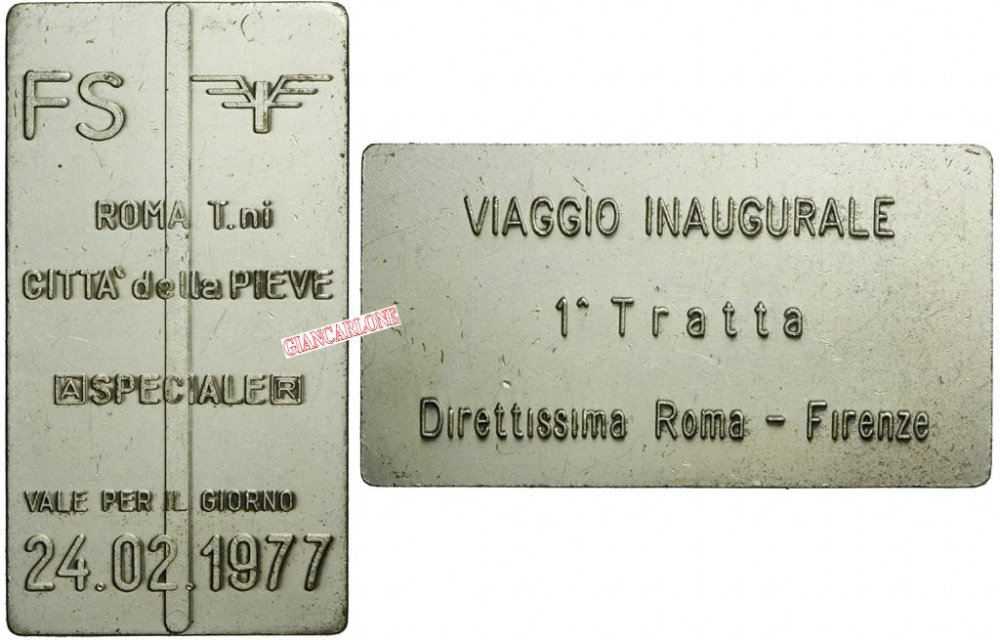 FS
ROMA T.ni
CITTA' della PIEVE
A SPECIALE R
VALE PER IL GIORNO
24.02.1977
GIANCARLONE
VIAGGIO INAUGURALE
1^ Tratta
Direttissima Roma - Firenze